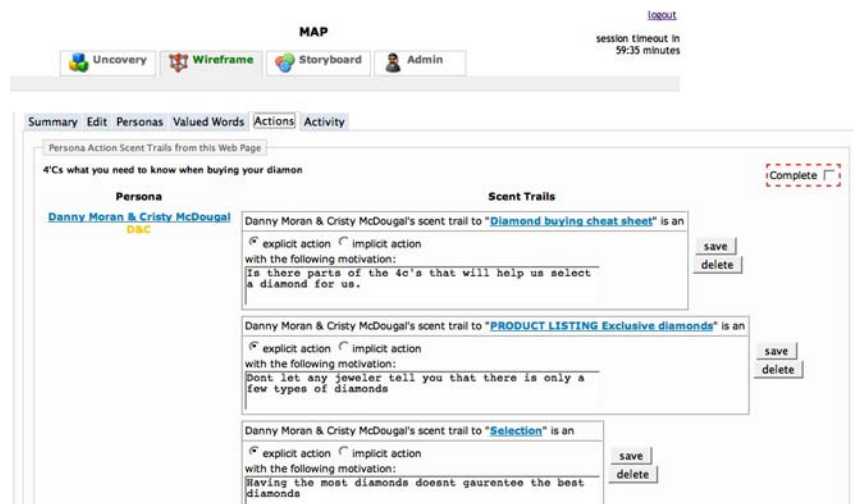 logout
MAP
session timeout in
59:35 minutes
Uncovery Wireframe Storyboard Admin
Summary Edit Personas Valued Words Actions Activity
Persona Action Scent Trails from this Web Page
4'Cs what you need to know when buying your diamon
Complete
Persona Scent Trails
Danny Moran & Cristy McDougal
D&C
Danny Moran & Cristy McDougal's scent trail to "Diamond buying cheat sheet" is an
explicit action implicit action
with the following motivation:
Is there parts of the 4c's that will help us select
a diamond for us.
save
delete
Danny Moran & Cristy McDougal's scent trail to "PRODUCT LISTING Exclusive diamonds" is an
explicit action implicit action
with the following motivation:
Dont let any jeweler tell you that there is only a
few types of diamonds
save
delete
Danny Moran & Cristy McDougal's scent trail to "Selection" is an
explicit action implicit action
with the following motivation:
Having the most diamonds doesnt gaurentee the best
diamonds
save
delete